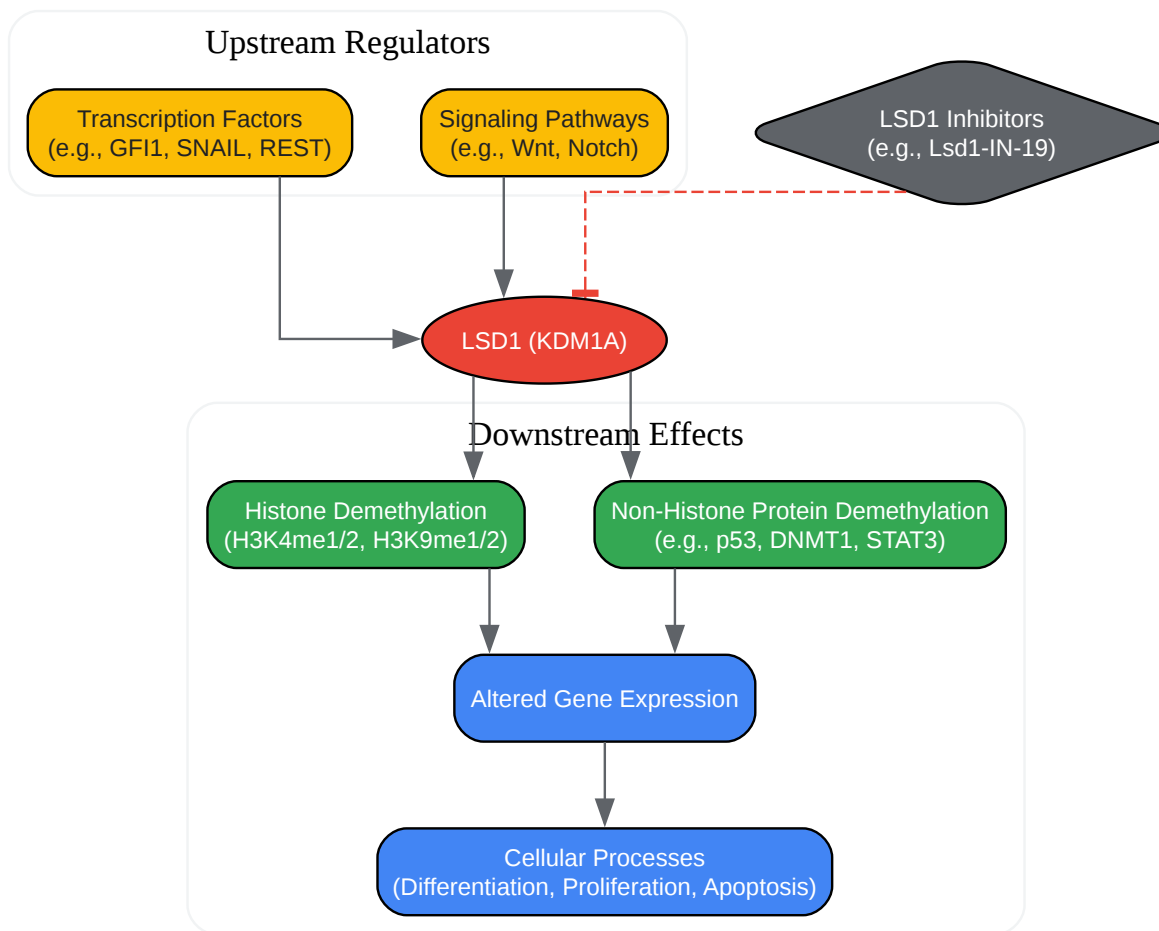 Upstream Regulators
Transcription Factors
(e.g., GFI1, SNAIL, REST)
Signaling Pathways
(e.g., Wnt, Notch)
LSD1 Inhibitors
(e.g., Lsd1-IN-19)
LSD1 (KDM1A)
Downstream Effects
Histone Demethylation
(H3K4me1/2, H3K9me1/2)
Non-Histone Protein Demethylation
(e.g., p53, DNMT1, STAT3)
Altered Gene Expression
Cellular Processes
(Differentiation, Proliferation, Apoptosis)